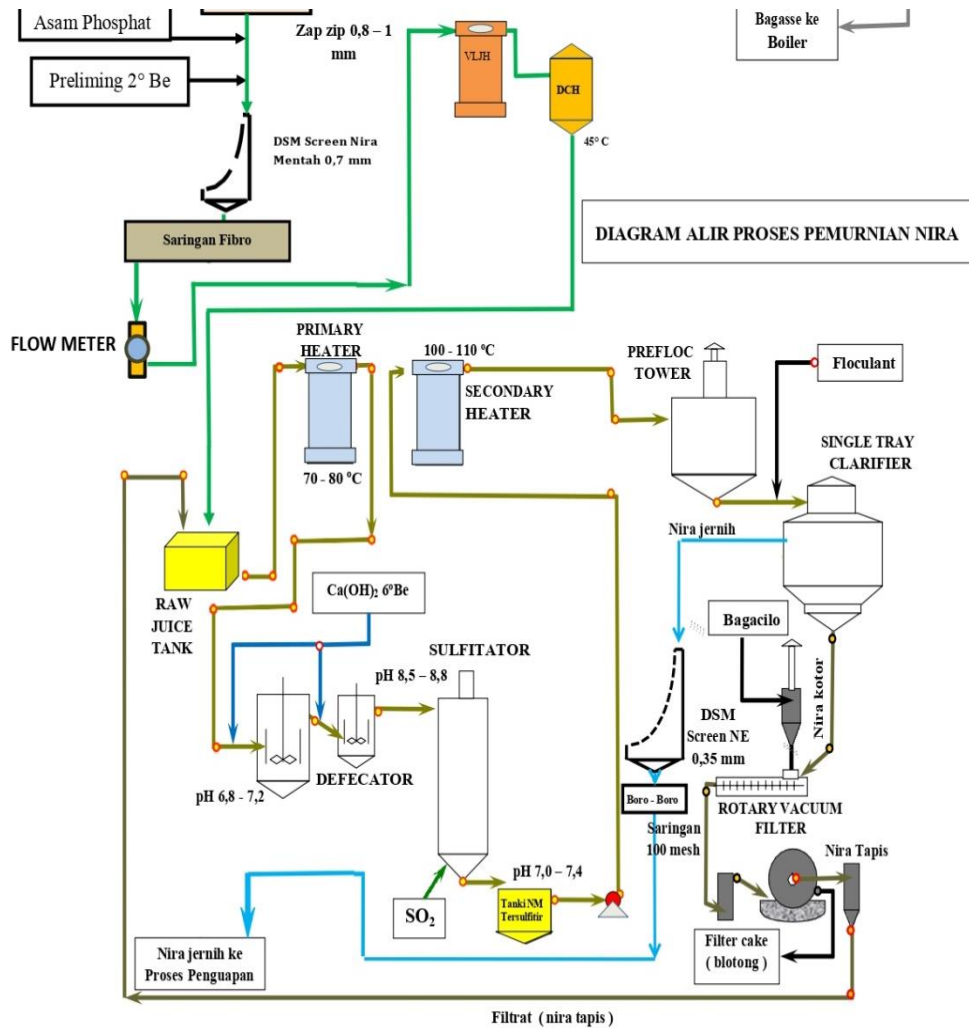 Asam Phosphat
Zap zip 0,8 – 1
mm
Bagasse ke
Boiler
VLJH
DCH
Preliming 2° Be
45° C
DSM Screen Nira
Mentah 0,7 mm
Saringan Fibro
DIAGRAM ALIR PROSES PEMURNIAN NIRA
FLOW METER
PRIMARY
HEATER
70 - 80 °C
100 - 110 °C
SECONDARY
HEATER
PREFLOC
TOWER
Floculant
SINGLE TRAY
CLARIFIER
Nira jernih
RAW
JUICE
TANK
Ca(OH)₂ 6°Be
Bagacilo
SULFITATOR
pH 8,5 – 8,8
Nira kotor
DSM
Screen NE
0,35 mm
DEFECATOR
pH 6,8 - 7,2
Boro - Boro
Saringan
100 mesh
ROTARY VACUUM
FILTER
Nira Tapis
pH 7,0 – 7,4
SO₂
Tanki NM
Tersulfitir
Nira jernih ke
Proses Penguapan
Filter cake
( blotong )
Filtrat ( nira tapis )